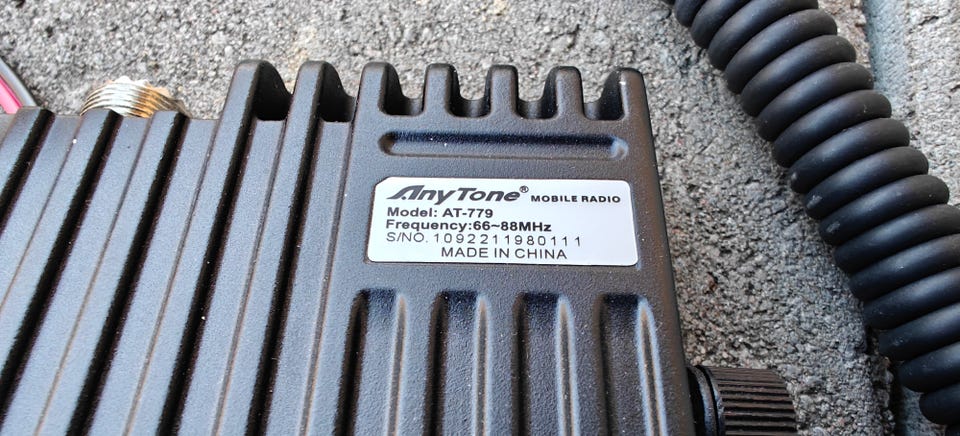 AnyTone® MOBILE RADIO
Model: AT-779
Frequency:66~88MHz
S/NO. 1092211980111
MADE IN CHINA